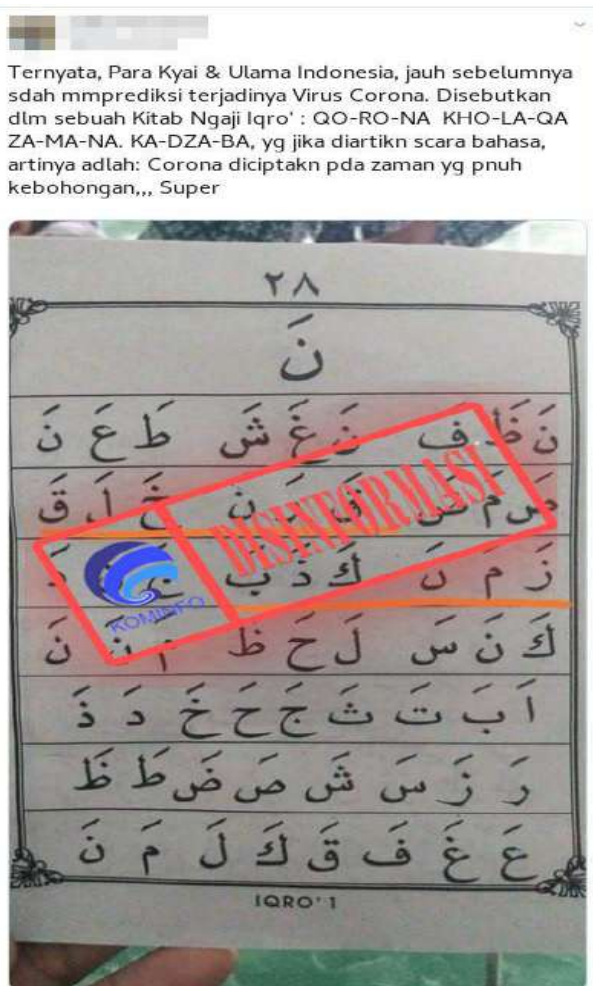 Ternyata, Para Kyai & Ulama Indonesia, jauh sebelumnya
sdah mmprediksi terjadinya Virus Corona. Disebutkan
dlm sebuah Kitab Ngaji Iqro' : QO-RO-NA KHO-LA-QA
ZA-MA-NA. KA-DZA-BA, yg jika diartikn scara bahasa,
artinya adlah: Corona diciptakn pda zaman yg pnuh
kebohongan,,, Super
٢٨
نَ
نَ ظَ فَ نَ غَ شَ طَ عَ نَ
صَ مَ ضَ قَ رَ نَ خَ لَ قَ
زَ مَ نَ كَ ذَ بَ
كَ نَ سَ لَ حَ ظَ مَ نَ نَ
اَ بَ تَ ثَ جَ حَ خَ دَ ذَ
رَ زَ سَ شَ صَ ضَ طَ ظَ
عَ غَ فَ قَ كَ لَ مَ نَ
IQRO' 1
DISINFORMASI
KOMINFO